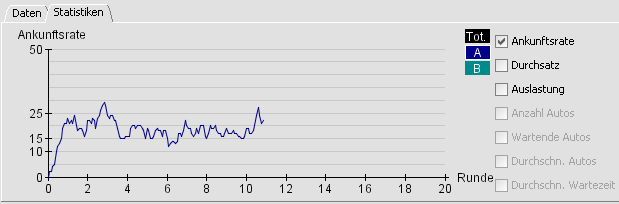 Daten Statistiken
Ankunftsrate
50
25
15
10
0
0 2 4 6 8 10 12 14 16 18 20
Runde
Tot.
A
B
Ankunftsrate
Durchsatz
Auslastung
Anzahl Autos
Wartende Autos
Durchschn. Autos
Durchschn. Wartezeit